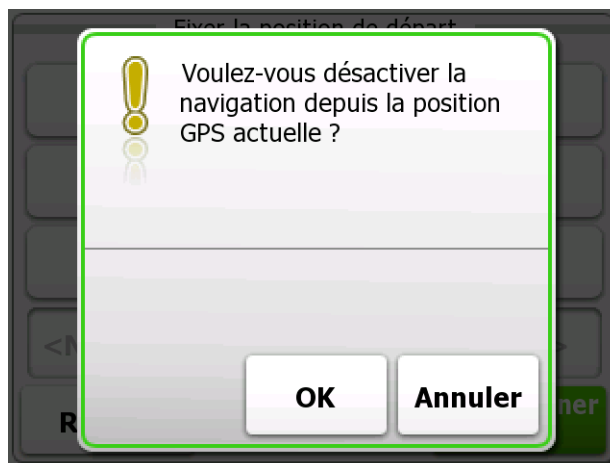 Fixer la position de départ
Voulez-vous désactiver la
navigation depuis la position
GPS actuelle ?
OK
Annuler